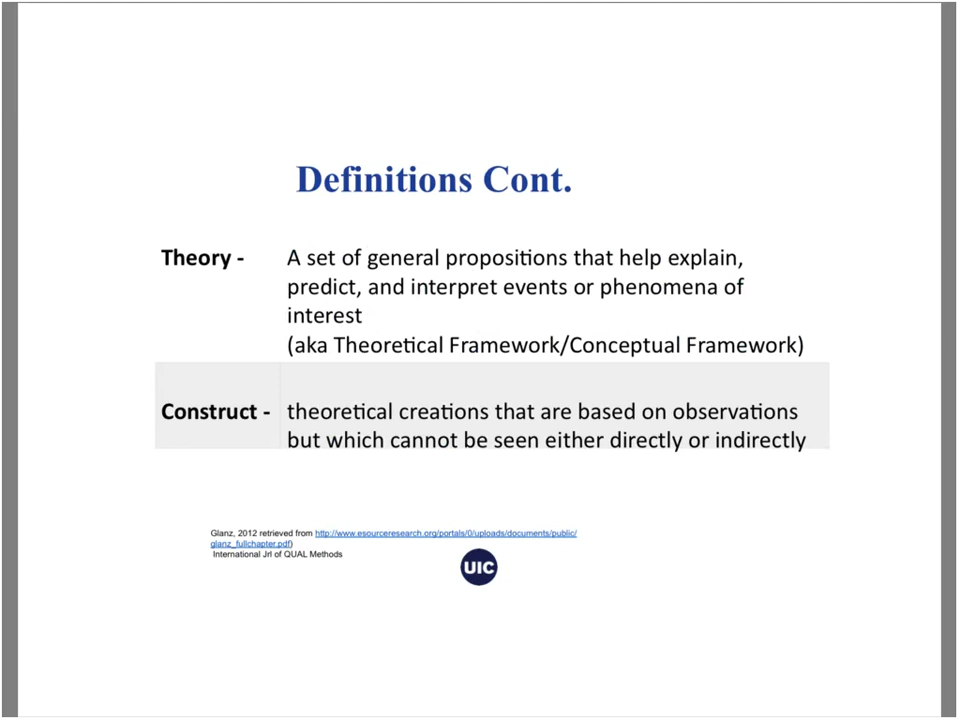 Definitions Cont.
Theory - A set of general propositions that help explain,
predict, and interpret events or phenomena of
interest
(aka Theoretical Framework/Conceptual Framework)
Construct - theoretical creations that are based on observations
but which cannot be seen either directly or indirectly
Glanz, 2012 retrieved from http://www.esourceresearch.org/portals/0/uploads/documents/public/
glanz_fullchapter.pdf)
International Jrl of QUAL Methods
UIC